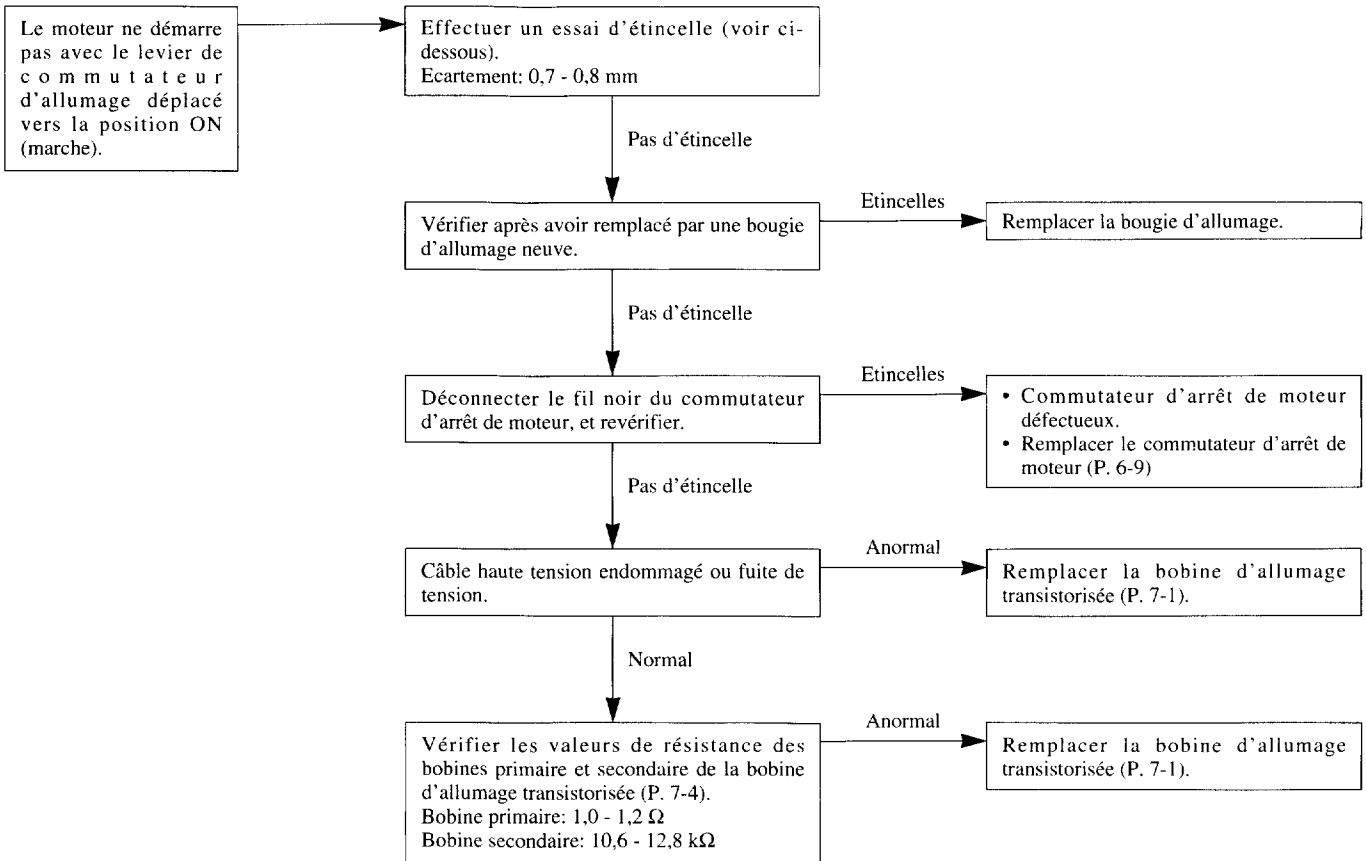 Le moteur ne démarre
pas avec le levier de
commutateur
d'allumage déplacé
vers la position ON
(marche).
Effectuer un essai d'étincelle (voir ci-
dessous).
Ecartement: 0,7 - 0,8 mm
Pas d'étincelle
Vérifier après avoir remplacé par une bougie
d'allumage neuve.
Etincelles
Remplacer la bougie d'allumage.
Pas d'étincelle
Déconnecter le fil noir du commutateur
d'arrêt de moteur, et revérifier.
Etincelles
• Commutateur d'arrêt de moteur
défectueux.
• Remplacer le commutateur d'arrêt de
moteur (P. 6-9)
Pas d'étincelle
Câble haute tension endommagé ou fuite de
tension.
Anormal
Remplacer la bobine d'allumage
transistorisée (P. 7-1).
Normal
Vérifier les valeurs de résistance des
bobines primaire et secondaire de la bobine
d'allumage transistorisée (P. 7-4).
Bobine primaire: 1,0 - 1,2 Ω
Bobine secondaire: 10,6 - 12,8 kΩ
Anormal
Remplacer la bobine d'allumage
transistorisée (P. 7-1).